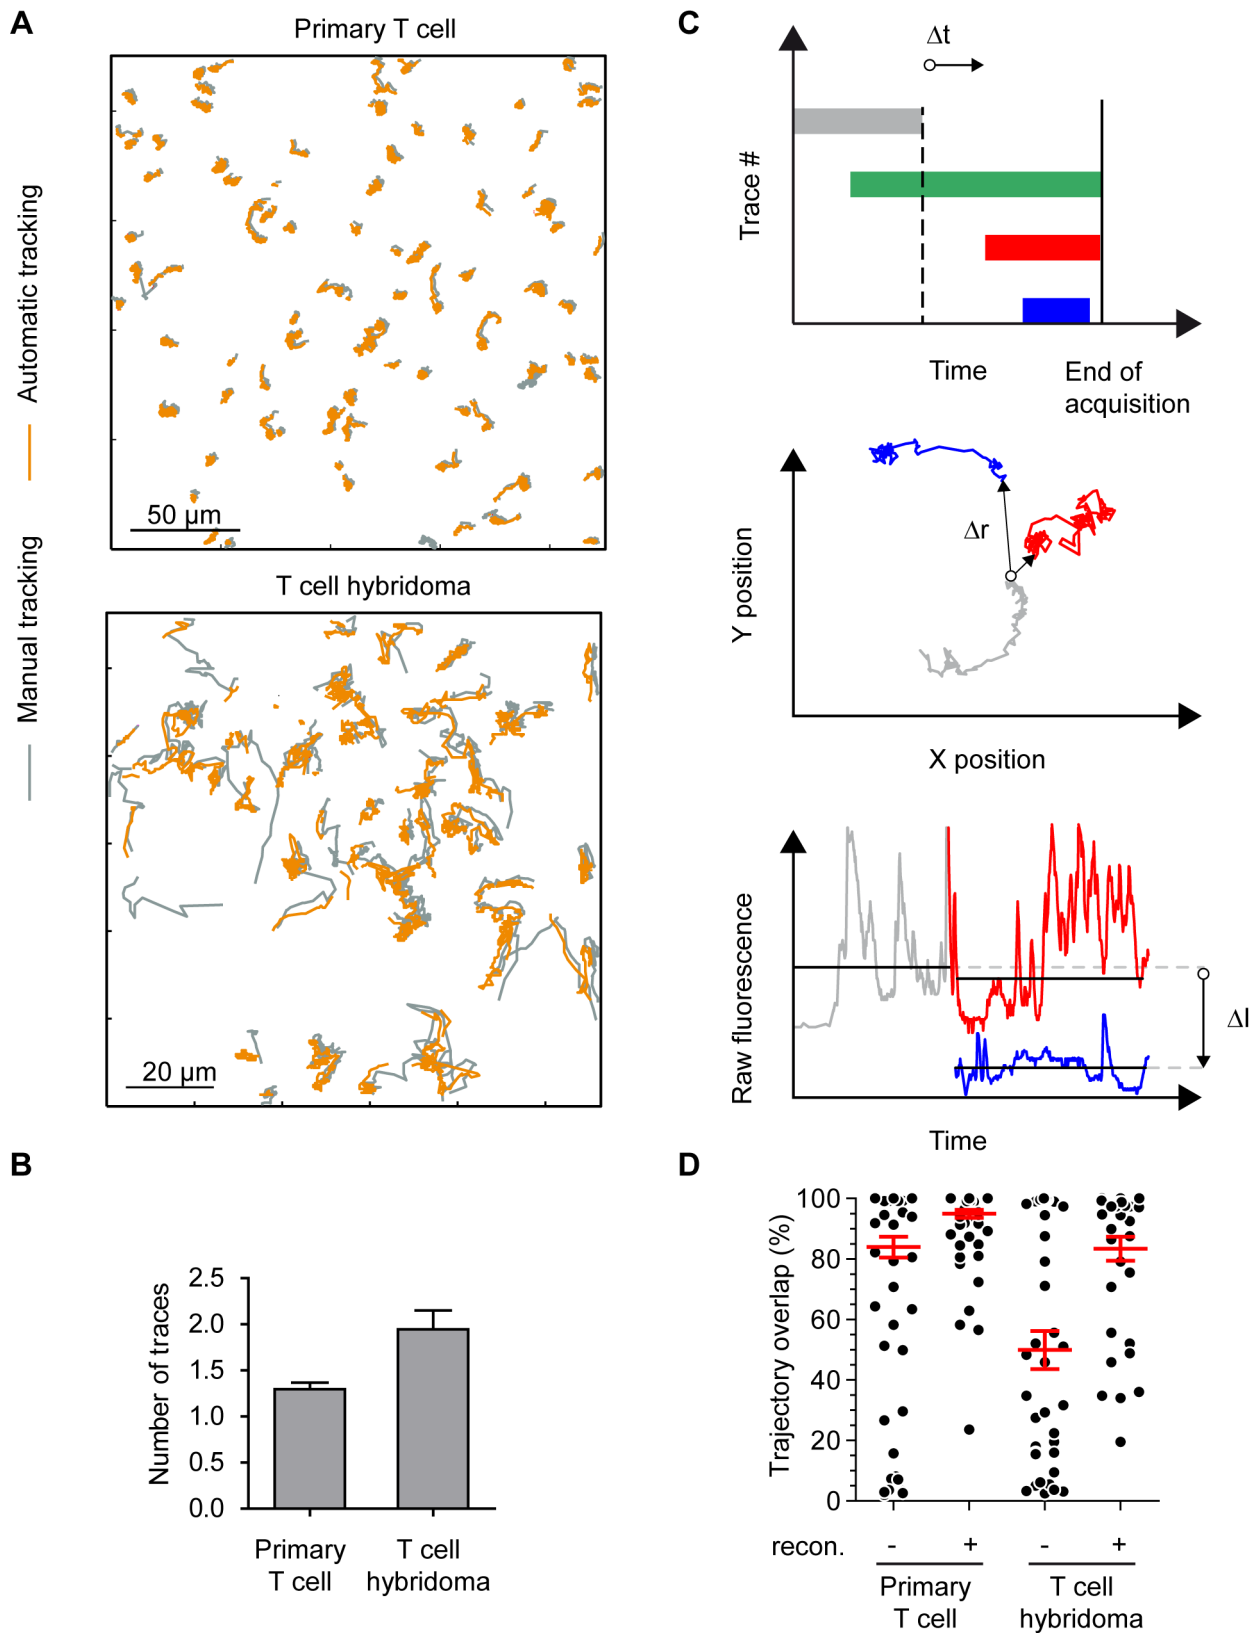 A
Primary T cell
Automatic tracking
Manual tracking
50 µm
T cell hybridoma
20 µm
B
Number of traces
2.5
2.0
1.5
1.0
0.5
0.0
Primary
T cell
T cell
hybridoma
C
Δt
Trace #
Time
End of
acquisition
Δr
Y position
X position
Raw fluorescence
ΔI
Time
D
Trajectory overlap (%)
100
80
60
40
20
0
recon. - + - +
Primary
T cell
T cell
hybridoma